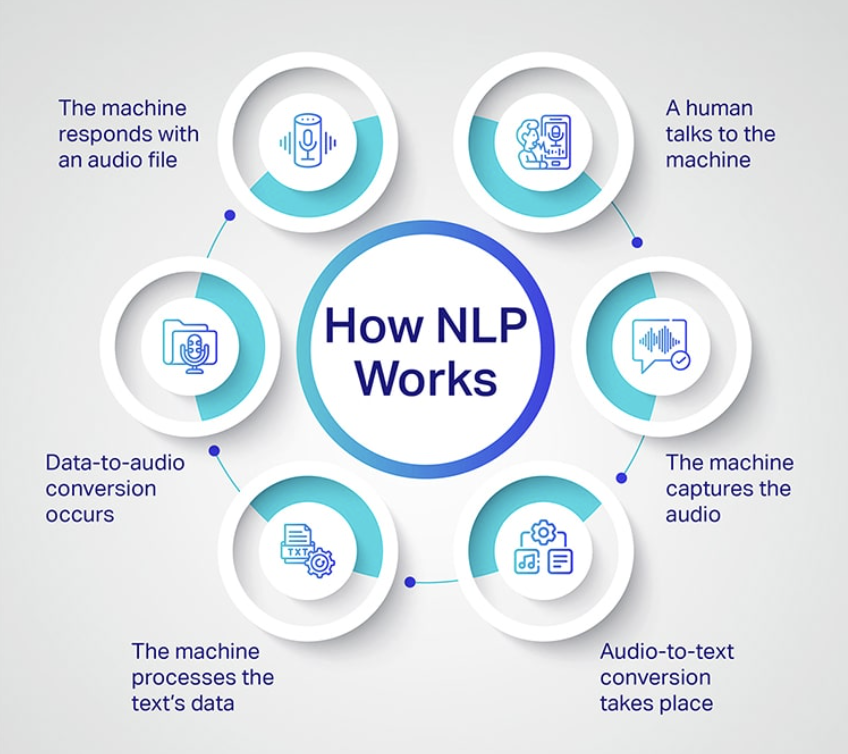 How NLP
Works
A human
talks to the
machine
The machine
captures the
audio
Audio-to-text
conversion
takes place
The machine
processes the
text's data
TXT
Data-to-audio
conversion
occurs
The machine
responds with
an audio file